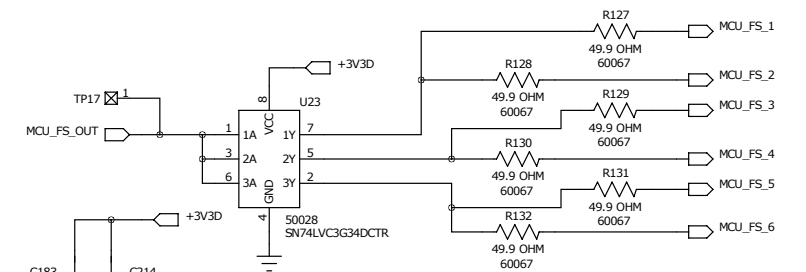 R127
MCU_FS_1
49.9 OHM
60067
R128
MCU_FS_2
49.9 OHM
60067
+3V3D
TP17
1
U23
8
VCC
R129
MCU_FS_3
49.9 OHM
60067
MCU_FS_OUT
1 1A 1Y 7
3 2A 2Y 5
6 3A 3Y 2
R130
MCU_FS_4
49.9 OHM
60067
R131
MCU_FS_5
49.9 OHM
60067
GND
4
50028
SN74LVC3G34DCTR
R132
MCU_FS_6
49.9 OHM
60067
+3V3D
C183
C214